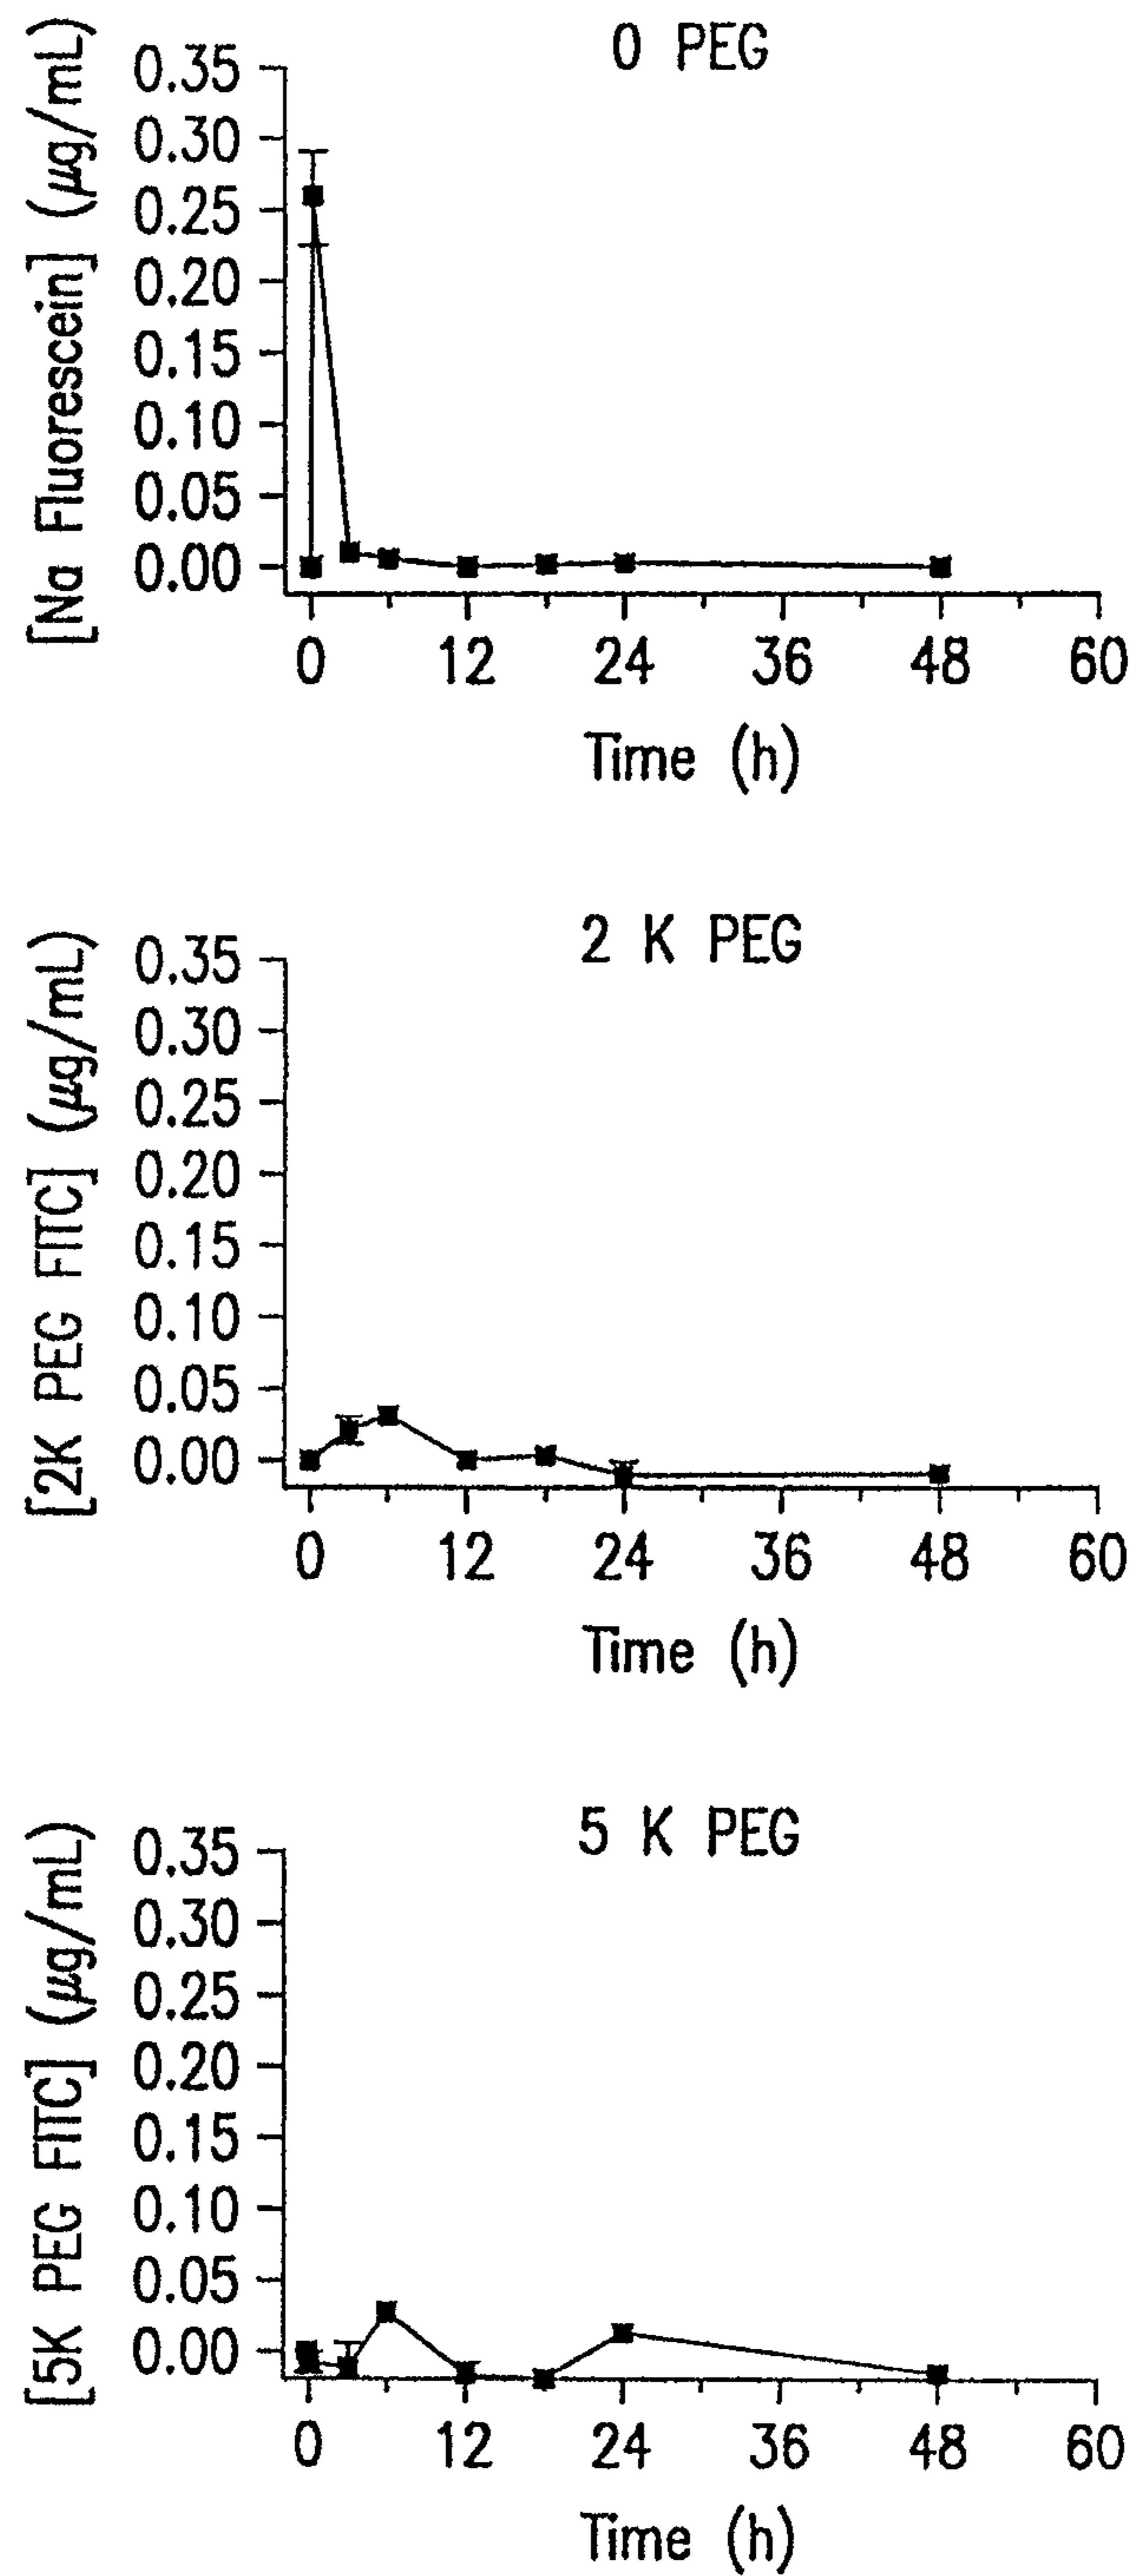 0 PEG
[Na Fluorescein] (µg/mL)
0.35
0.30
0.25
0.20
0.15
0.10
0.05
0.00
0 12 24 36 48 60
Time (h)
2 K PEG
[2K PEG FITC] (µg/mL)
0.35
0.30
0.25
0.20
0.15
0.10
0.05
0.00
0 12 24 36 48 60
Time (h)
5 K PEG
[5K PEG FITC] (µg/mL)
0.35
0.30
0.25
0.20
0.15
0.10
0.05
0.00
0 12 24 36 48 60
Time (h)